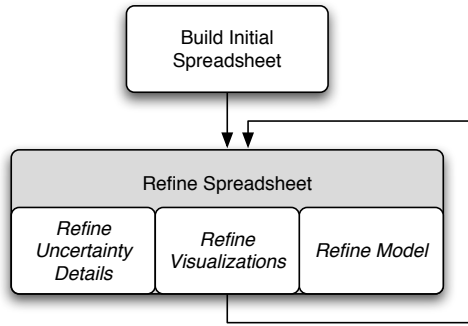 Build Initial
Spreadsheet
Refine Spreadsheet
Refine
Uncertainty
Details
Refine
Visualizations
Refine Model